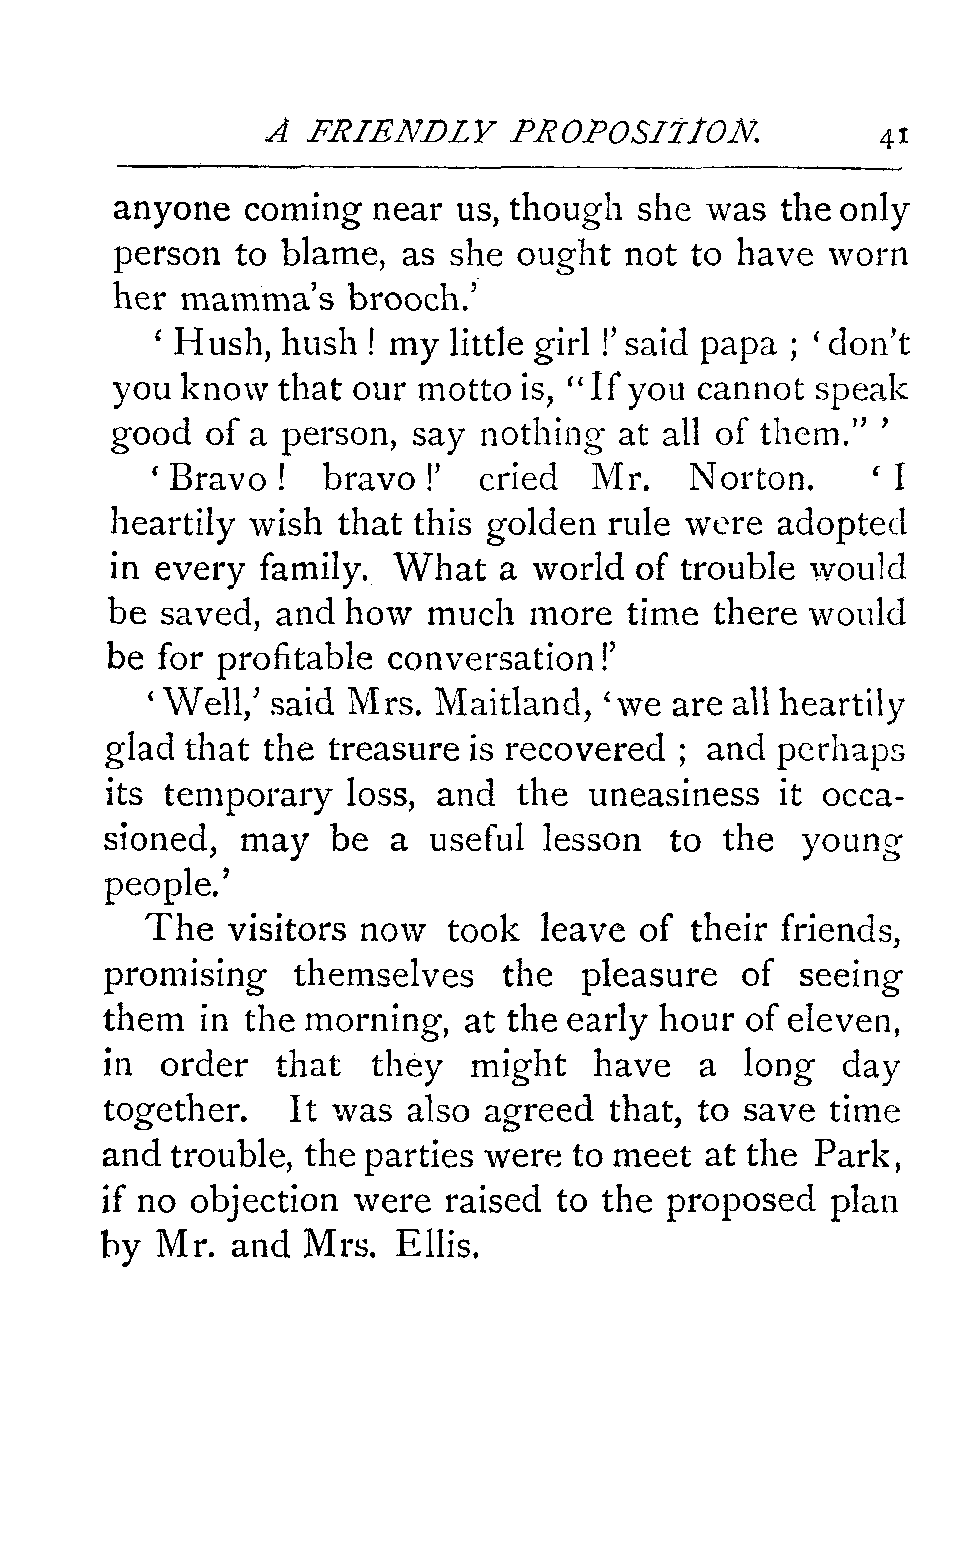 A FRIENDLY PROPOSITION. 41
anyone coming near us, though she was the only
person to blame, as she ought not to have worn
her mamma's brooch.'
‘ Hush, hush ! my little girl !’ said papa ; ‘ don't
you know that our motto is, “If you cannot speak
good of a person, say nothing at all of them.” ’
‘ Bravo ! bravo !’ cried Mr. Norton. ‘ I
heartily wish that this golden rule were adopted
in every family. What a world of trouble would
be saved, and how much more time there would
be for profitable conversation !’
‘ Well,’ said Mrs. Maitland, ‘we are all heartily
glad that the treasure is recovered ; and perhaps
its temporary loss, and the uneasiness it occa-
sioned, may be a useful lesson to the young
people.’
The visitors now took leave of their friends,
promising themselves the pleasure of seeing
them in the morning, at the early hour of eleven,
in order that they might have a long day
together. It was also agreed that, to save time
and trouble, the parties were to meet at the Park,
if no objection were raised to the proposed plan
by Mr. and Mrs. Ellis.